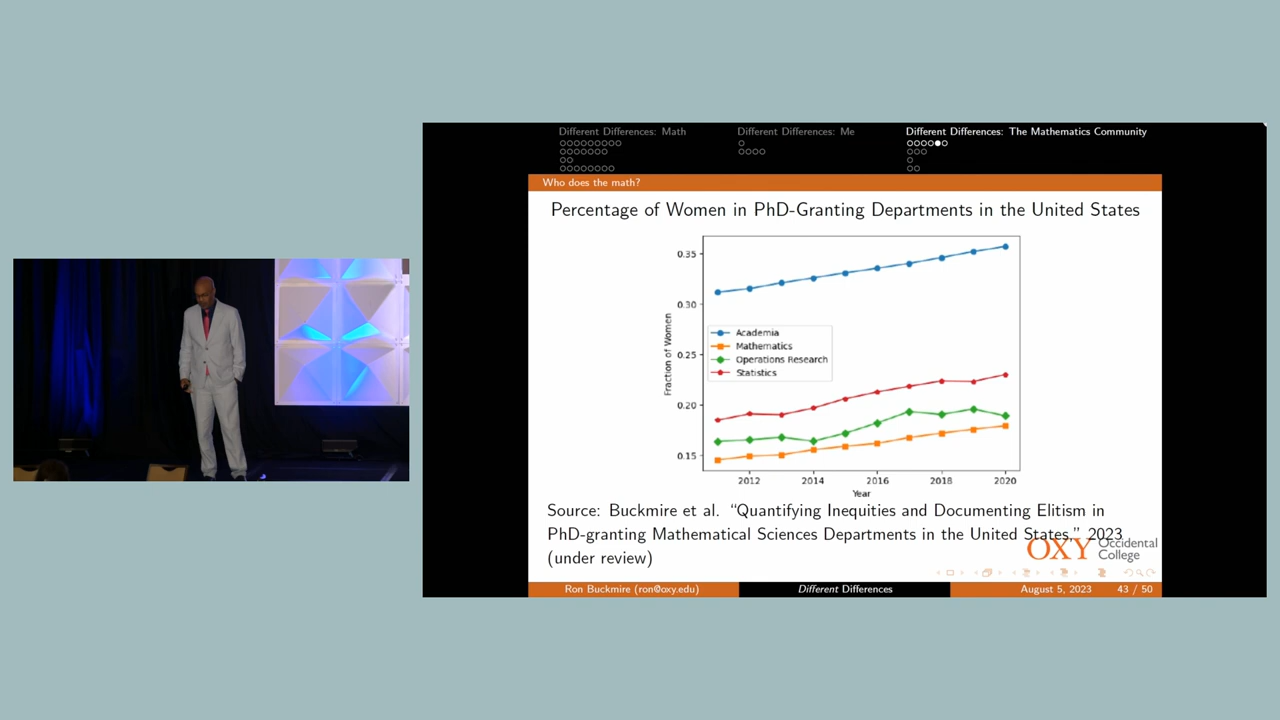 Different Differences: Math
Different Differences: Me
Different Differences: The Mathematics Community
Who does the math?
Percentage of Women in PhD-Granting Departments in the United States
0.35
0.30
0.25
0.20
0.15
Fraction of Women
Academia
Mathematics
Operations Research
Statistics
2012
2014
2016
2018
2020
Year
Source: Buckmire et al. “Quantifying Inequities and Documenting Elitism in
PhD-granting Mathematical Sciences Departments in the United States,” 2023
(under review)
OXY Occidental
College
Ron Buckmire (ron@oxy.edu)
Different Differences
August 5, 2023
43 / 50